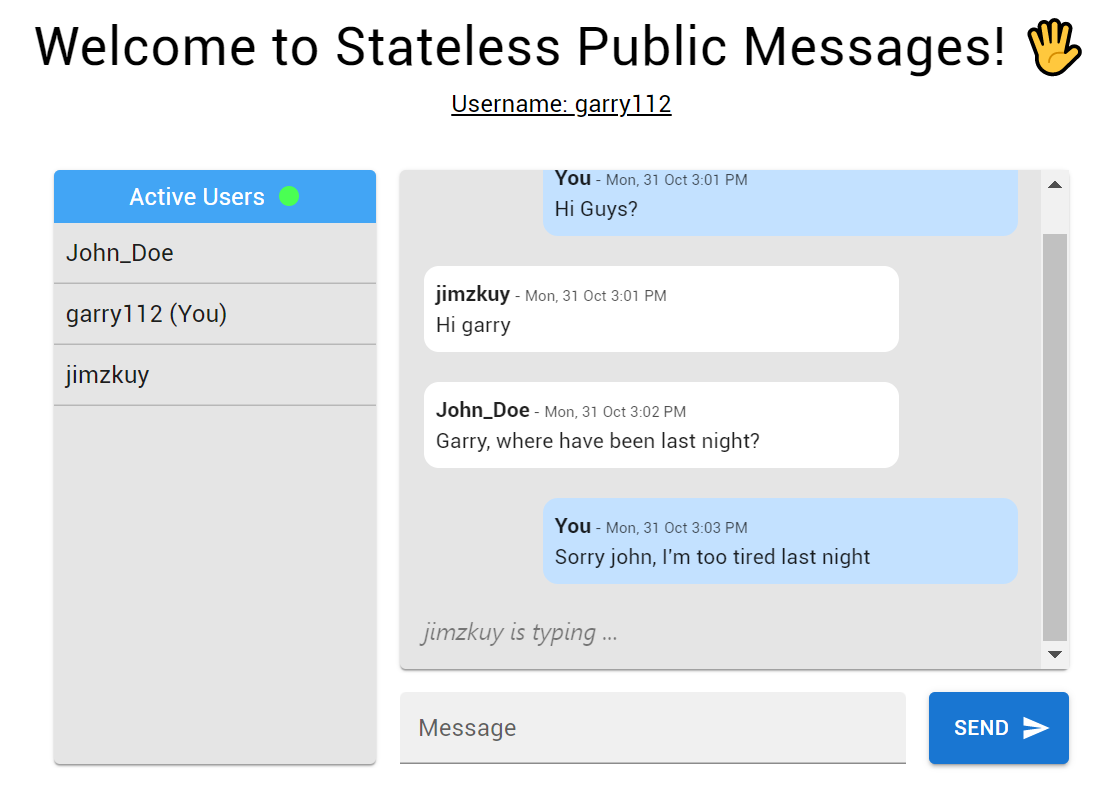 Welcome to Stateless Public Messages! 🖐
Username: garry112
Active Users
John_Doe
garry112 (You)
jimzkuy
You - Mon, 31 Oct 3:01 PM
Hi Guys?
jimzkuy - Mon, 31 Oct 3:01 PM
Hi garry
John_Doe - Mon, 31 Oct 3:02 PM
Garry, where have been last night?
You - Mon, 31 Oct 3:03 PM
Sorry john, I'm too tired last night
jimzkuy is typing ...
Message
SEND